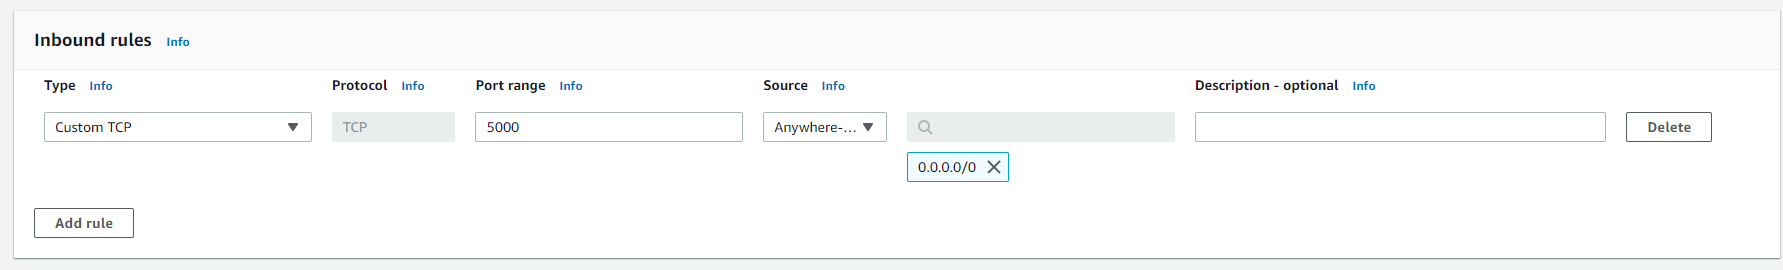 Inbound rules Info
Type Info Protocol Info Port range Info Source Info Description - optional Info
Custom TCP TCP 5000 Anywhere-... Delete
0.0.0.0/0
Add rule